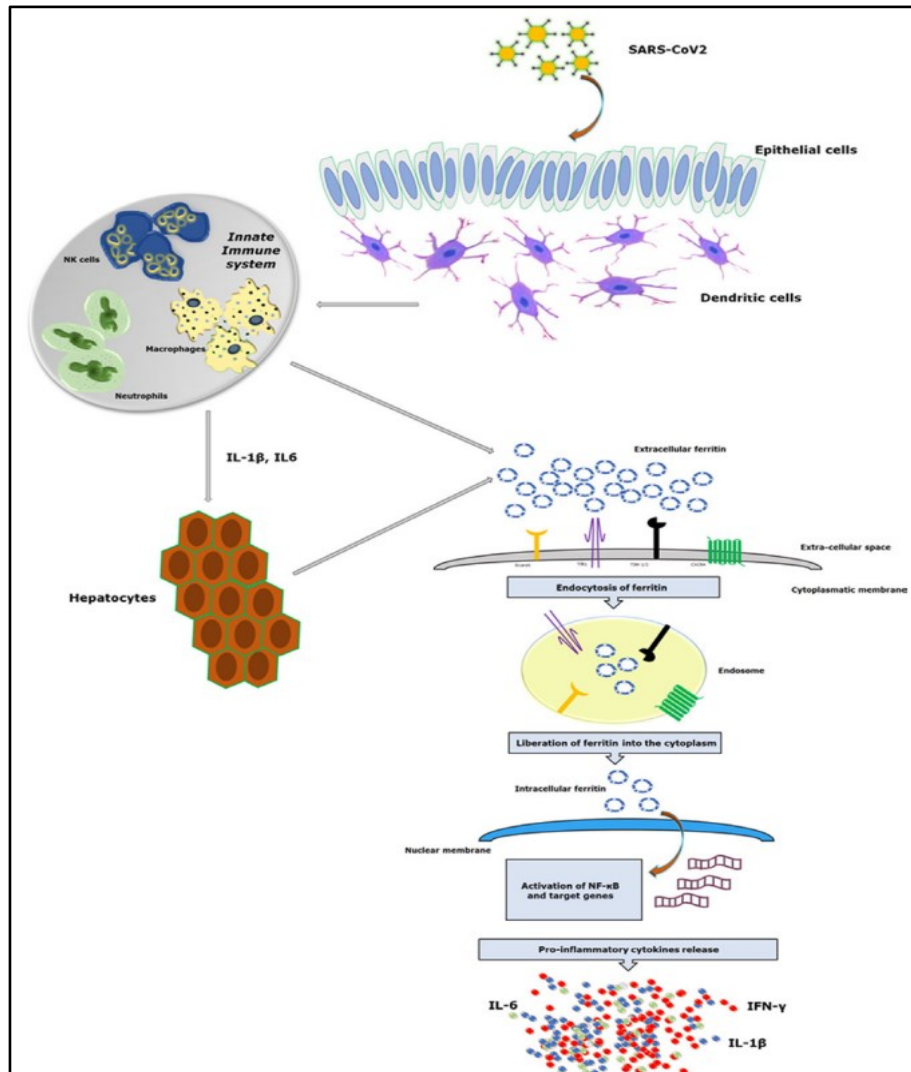 SARS-CoV2
Epithelial cells
Innate
Immune
system
NK cells
Dendritic cells
Macrophages
Neutrophils
IL-1β, IL6
Extracellular ferritin
Extra-cellular space
Cytoplasmatic membrane
Endocytosis of ferritin
Hepatocytes
Endosome
Liberation of ferritin into the cytoplasm
Intracellular ferritin
Nuclear membrane
Activation of NF-κB
and target genes
Pro-inflammatory cytokines release
IL-6
IFN-γ
IL-1β